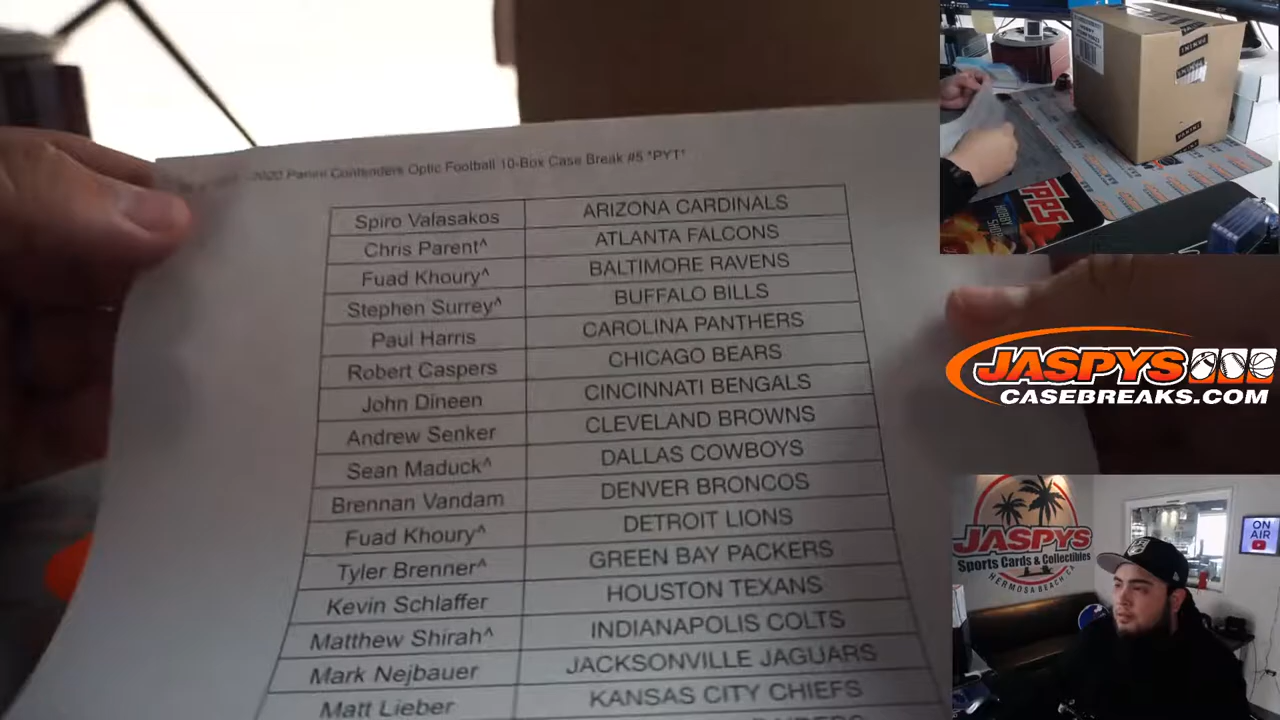 2020 Panini Contenders Optic Football 10-Box Case Break #5 *PYT*
Spiro Valasakos ARIZONA CARDINALS
Chris Parent^ ATLANTA FALCONS
Fuad Khoury^ BALTIMORE RAVENS
Stephen Surrey^ BUFFALO BILLS
Paul Harris CAROLINA PANTHERS
Robert Caspers CHICAGO BEARS
John Dineen CINCINNATI BENGALS
Andrew Senker CLEVELAND BROWNS
Sean Maduck^ DALLAS COWBOYS
Brennan Vandam DENVER BRONCOS
Fuad Khoury^ DETROIT LIONS
Tyler Brenner^ GREEN BAY PACKERS
Kevin Schlaffer HOUSTON TEXANS
Matthew Shirah^ INDIANAPOLIS COLTS
Mark Nejbauer JACKSONVILLE JAGUARS
Matt Lieber KANSAS CITY CHIEFS
PANINI
PANINI
PANINI
TOPPS
HOBBY
JASPYS
CASEBREAKS.COM
JASPYS
Sports Cards & Collectibles
HERMOSA BEACH CA
ON
AIR